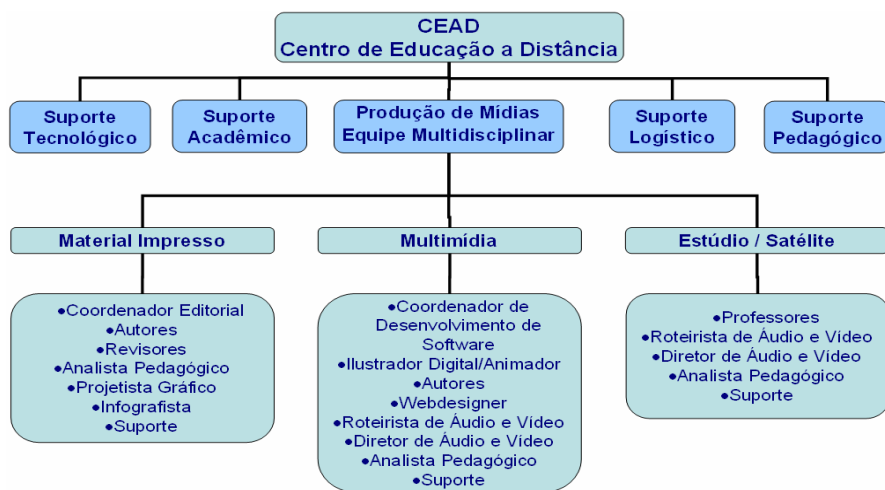 CEAD
Centro de Educação a Distância
Suporte
Tecnológico
Suporte
Acadêmico
Produção de Mídias
Equipe Multidisciplinar
Suporte
Logístico
Suporte
Pedagógico
Material Impresso
Multimídia
Estúdio / Satélite
●Coordenador Editorial
●Autores
●Revisores
●Analista Pedagógico
●Projetista Gráfico
●Infografista
●Suporte
●Coordenador de
Desenvolvimento de
Software
●Ilustrador Digital/Animador
●Autores
●Webdesigner
●Roteirista de Áudio e Vídeo
●Diretor de Áudio e Vídeo
●Analista Pedagógico
●Suporte
●Professores
●Roteirista de Áudio e Vídeo
●Diretor de Áudio e Vídeo
●Analista Pedagógico
●Suporte